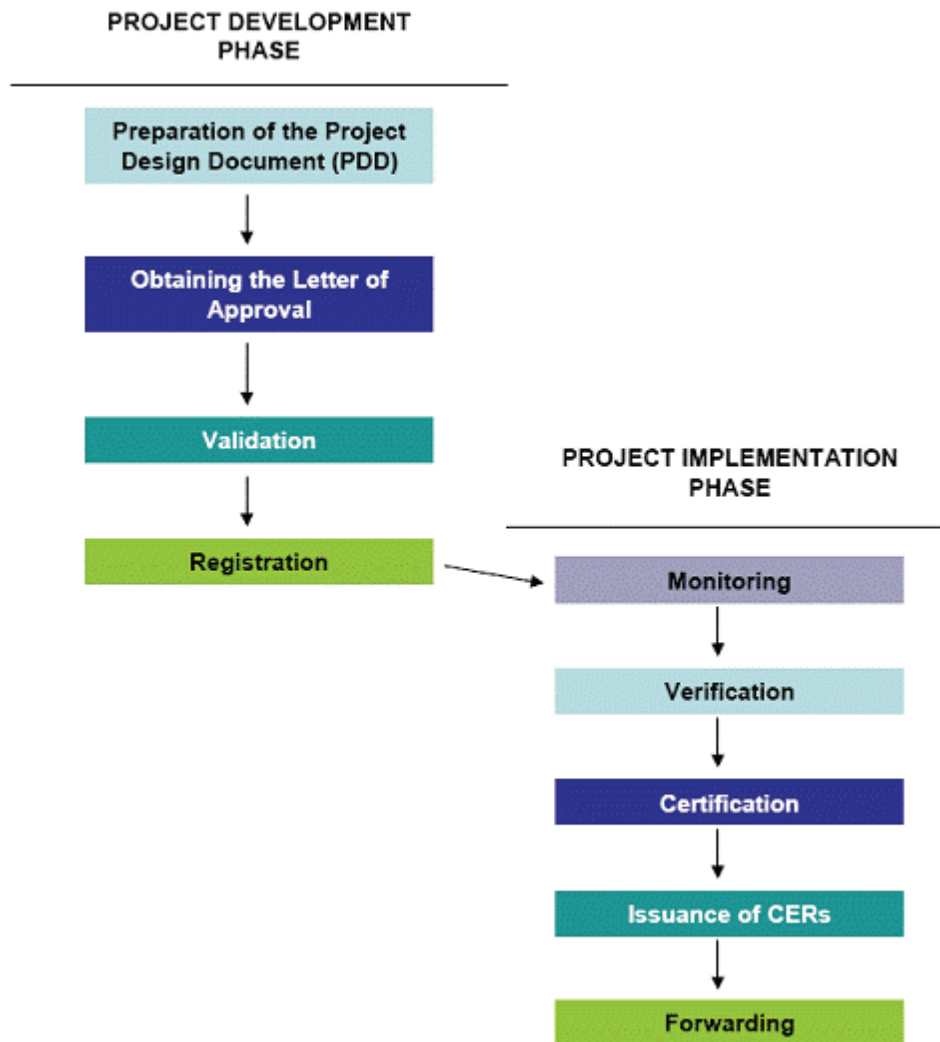 PROJECT DEVELOPMENT
PHASE
Preparation of the Project
Design Document (PDD)
Obtaining the Letter of
Approval
Validation
Registration
PROJECT IMPLEMENTATION
PHASE
Monitoring
Verification
Certification
Issuance of CERs
Forwarding